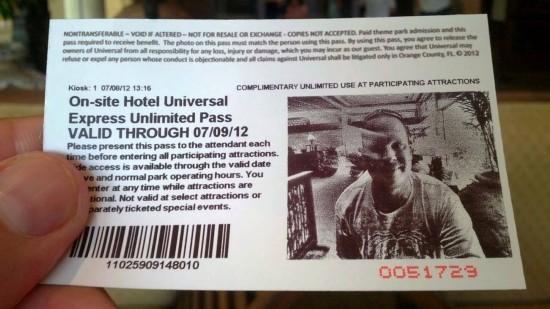 NONTRANSFERABLE – VOID IF ALTERED – NOT FOR RESALE OR EXCHANGE - COPIES NOT ACCEPTED. Paid theme park admission and this
pass required to receive benefit. The photo on this pass must match the person using this pass. By using this pass, you agree to release the
owners of Universal from all responsibility for any loss, injury or damage, which you may incur as our guest. You agree that Universal may
refuse or expel any person whose conduct is objectionable and all claims against Universal shall be litigated only in Orange County, FL. © 2012
Kiosk: 1 07/08/12 13:16
COMPLIMENTARY UNLIMITED USE AT PARTICIPATING ATTRACTIONS
On-site Hotel Universal
Express Unlimited Pass
VALID THROUGH 07/09/12
Please present this pass to the attendant each
time before entering all participating attractions.
access is available through the valid date
and normal park operating hours. You
enter at any time while attractions are
Not valid at select attractions or
special events.
11025909148010
0051729